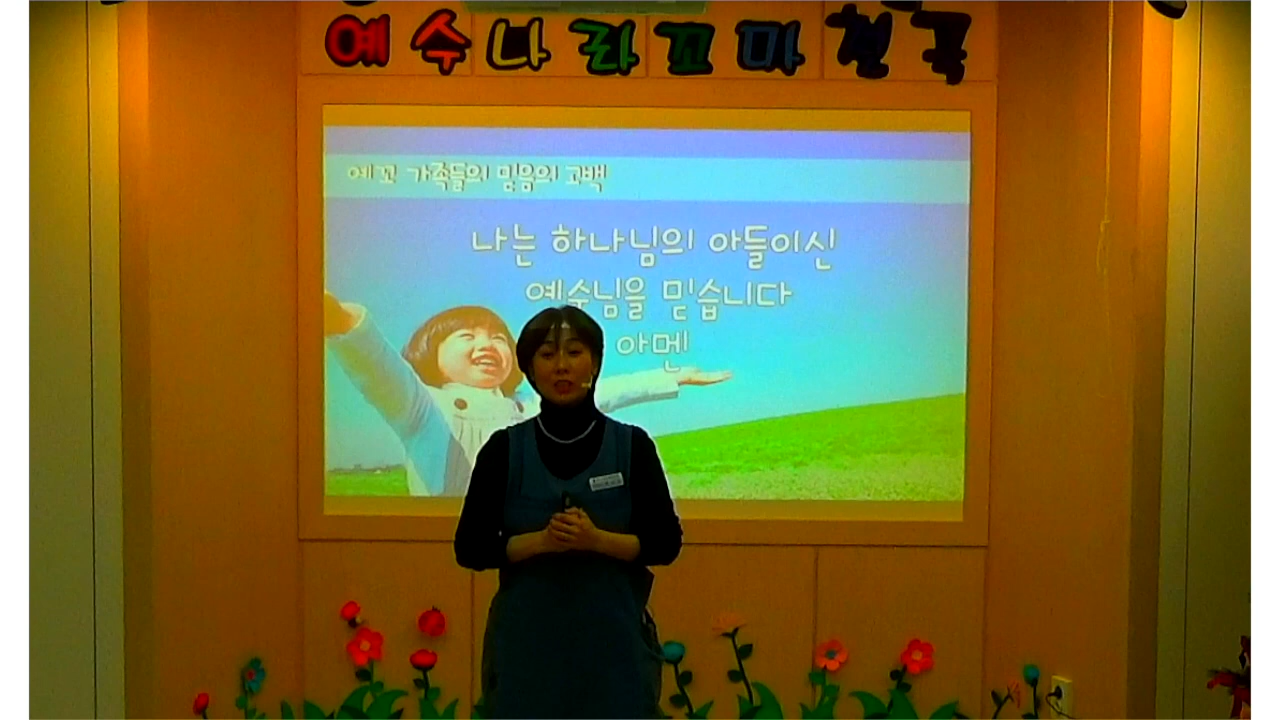 예수나라꼬마천국
예꼬 가족들의 믿음의 고백
나는 하나님의 아들이신
예수님을 믿습니다
아멘